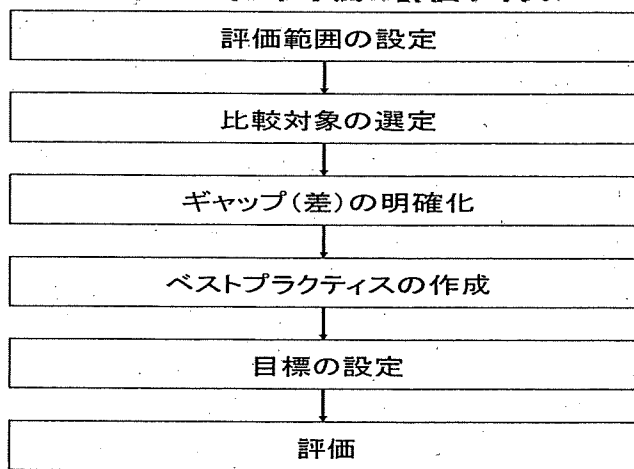 評価範囲の設定
比較対象の選定
ギャップ(差)の明確化
ベストプラクティスの作成
目標の設定
評価